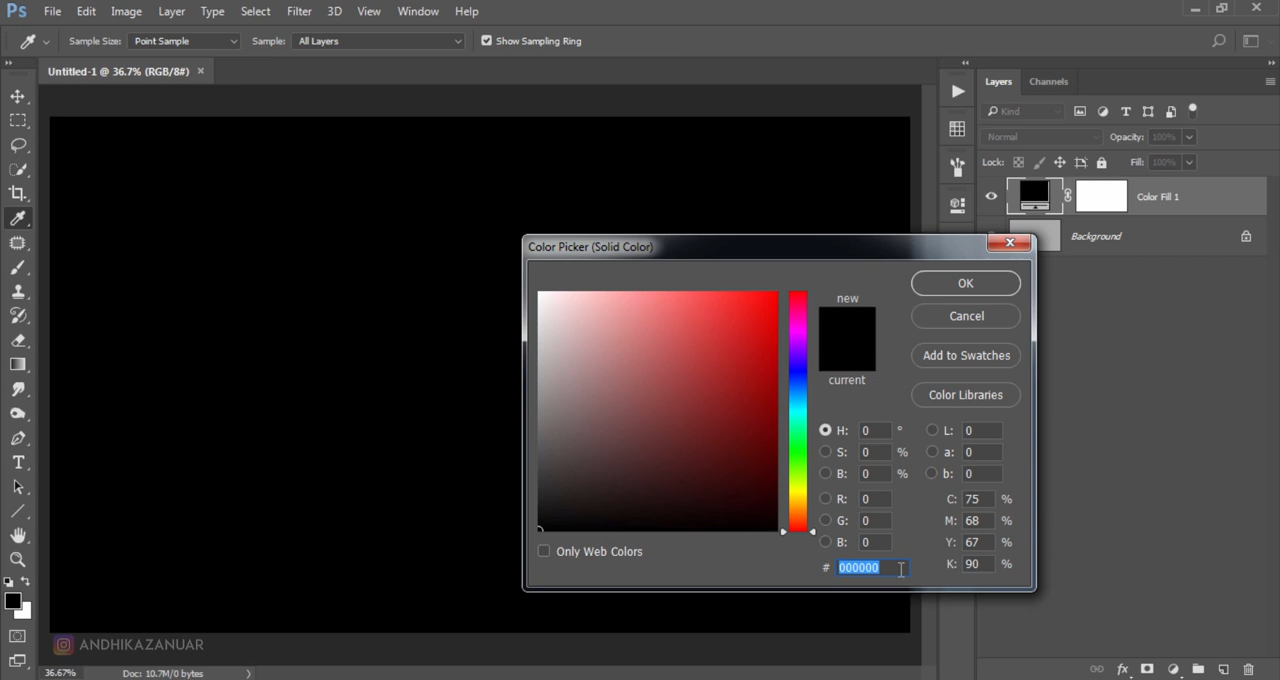 Ps File Edit Image Layer Type Select Filter 3D View Window Help
Sample Size: Point Sample Sample: All Layers Show Sampling Ring
Untitled-1 @ 36.7% (RGB/8#) ×
Layers Channels
Kind
Normal Opacity: 100%
Lock: Fill: 100%
Color Fill 1
Background
Color Picker (Solid Color)
new
current
OK
Cancel
Add to Swatches
Color Libraries
H: 0 ° L: 0
S: 0 % a: 0
B: 0 % b: 0
R: 0 C: 75 %
G: 0 M: 68 %
B: 0 Y: 67 %
# 000000 K: 90 %
Only Web Colors
ANDHIKAZANUAR
36.67% Doc: 10.7M/0 bytes